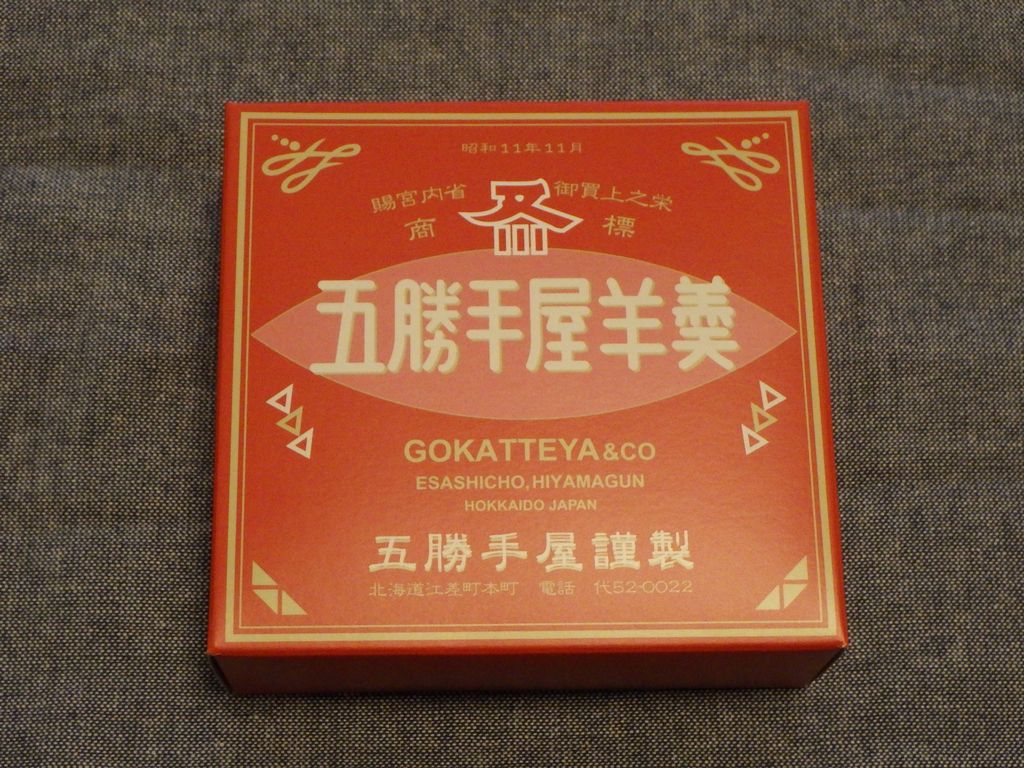 昭和11年11月
賜宮内省 御買上之栄
商標
五勝手屋羊羹
GOKATTEYA & CO
ESASHICHO, HIYAMAGUN
HOKKAIDO JAPAN
五勝手屋謹製
北海道江差町本町 電話 代52-0022